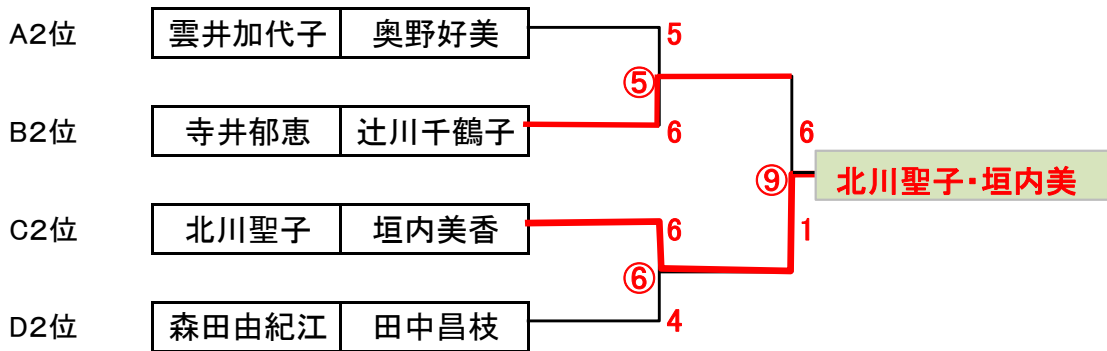 A2位 雲井加代子 奥野好美 5
⑤
B2位 寺井郁恵 辻川千鶴子 6 6
⑨ 北川聖子・垣内美
C2位 北川聖子 垣内美香 6 1
⑥
D2位 森田由紀江 田中昌枝 4